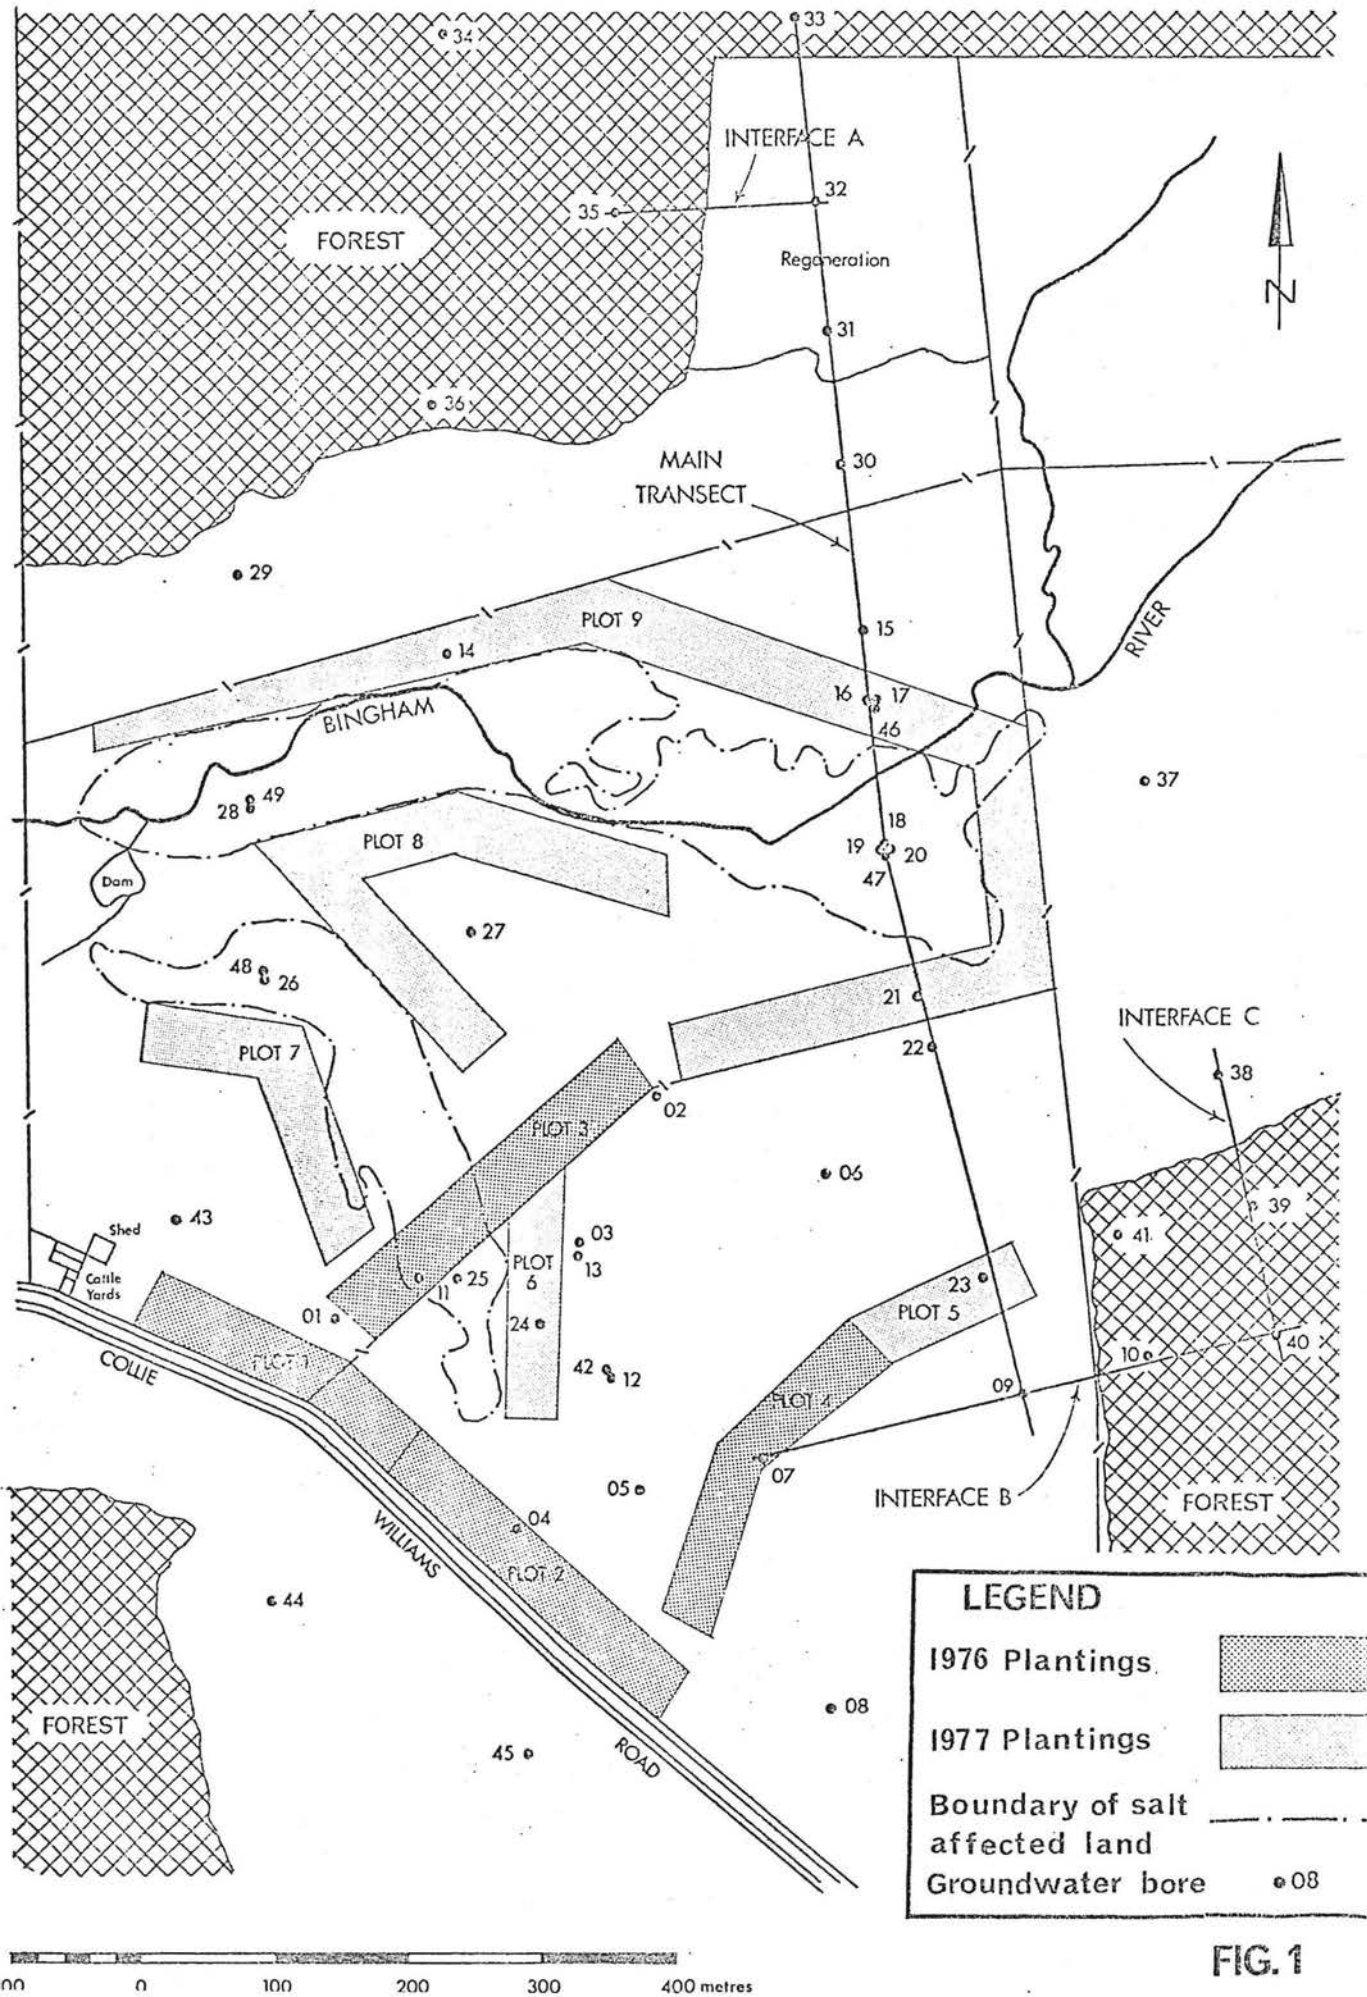 33
34
INTERFACE A
35
32
FOREST
Regeneration
N
31
36
MAIN
TRANSECT
30
29
PLOT 9
15
14
RIVER
16
17
BINGHAM
46
37
49
28
18
PLOT 8
19
20
47
Dam
27
48
26
21
INTERFACE C
PLOT 7
22
38
02
PLOT 3
06
39
43
41
Shed
03
13
PLOT
6
Cattle
Yards
11
25
23
01
24
PLOT 5
10
40
COLLIE
PLOT 1
42
12
09
PLOT 4
07
05
INTERFACE B
FOREST
04
WILLIAMS
PLOT 2
44
LEGEND
1976 Plantings
08
FOREST
1977 Plantings
45
ROAD
Boundary of salt
affected land
Groundwater bore
08
FIG. 1
00
0
100
200
300
400 metres